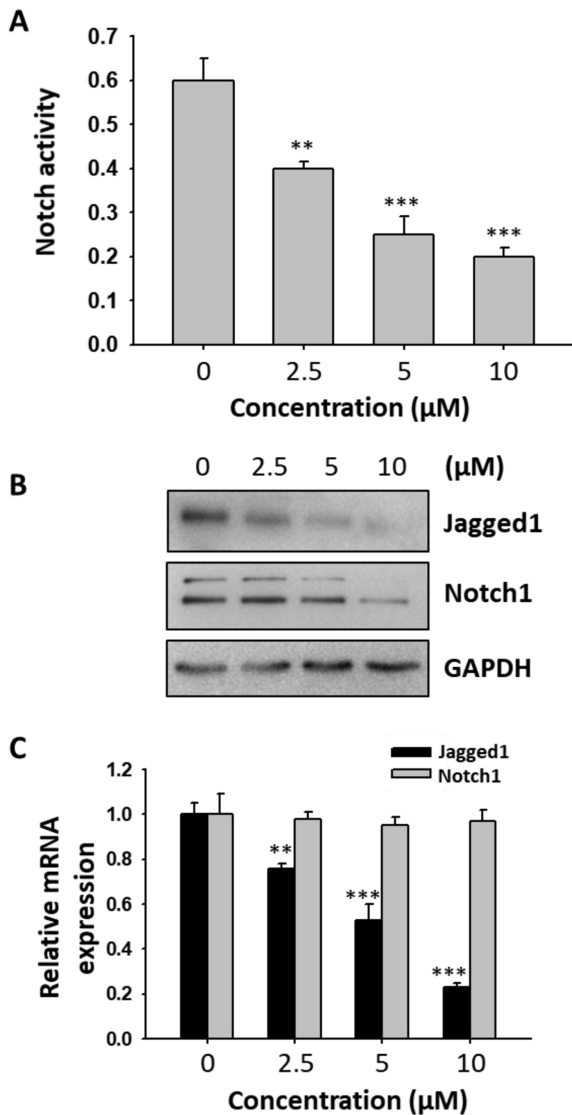 A
Notch activity
0.7
0.6
0.5
0.4
0.3
0.2
0.1
0.0
**
***
***
0 2.5 5 10
Concentration (µM)
B
0 2.5 5 10 (µM)
Jagged1
Notch1
GAPDH
C
Jagged1
Notch1
Relative mRNA
expression
1.2
1.0
0.8
0.6
0.4
0.2
0.0
**
***
***
0 2.5 5 10
Concentration (µM)